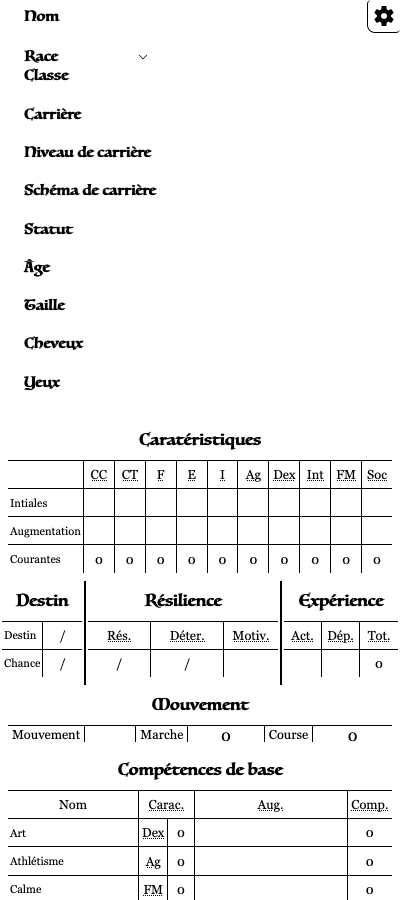 Nom
Race
Classe
Carrière
Niveau de carrière
Schéma de carrière
Statut
Âge
Taille
Cheveux
Yeux
Caratéristiques
CC CT F E I Ag Dex Int FM Soc
Intiales
Augmentation
Courantes 0 0 0 0 0 0 0 0 0 0
Destin Résilience Expérience
Destin / Rés. Déter. Motiv. Act. Dép. Tot.
Chance / / / 0
Mouvement
Mouvement Marche 0 Course 0
Compétences de base
Nom Carac. Aug. Comp.
Art Dex 0 0
Athlétisme Ag 0 0
Calme FM 0 0